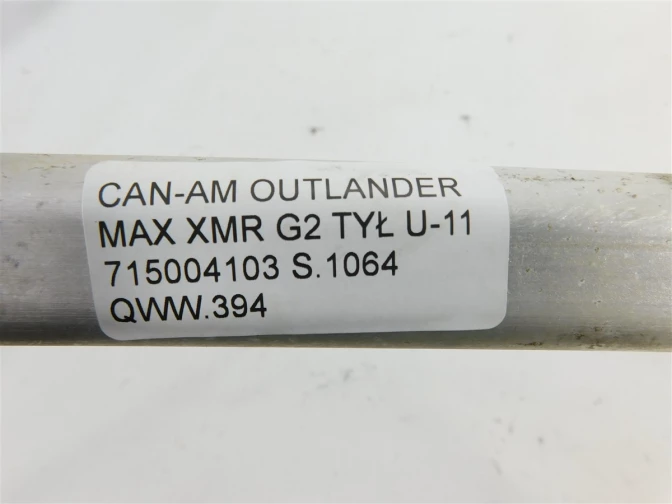 CAN-AM OUTLANDER
MAX XMR G2 TYŁ U-11
715004103 S.1064
QWW.394